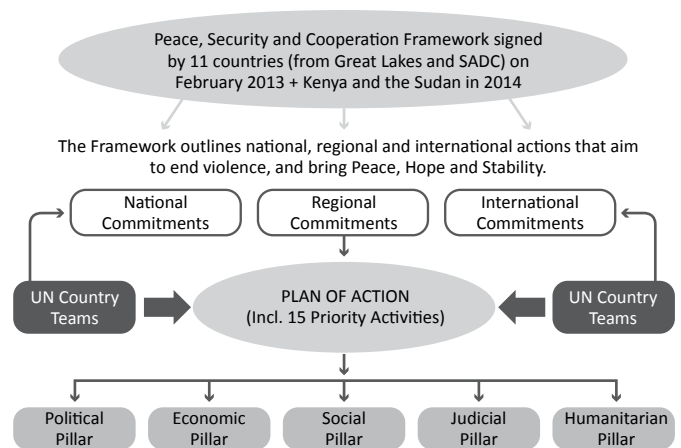 Peace, Security and Cooperation Framework signed
by 11 countries (from Great Lakes and SADC) on
February 2013 + Kenya and the Sudan in 2014
The Framework outlines national, regional and international actions that aim
to end violence, and bring Peace, Hope and Stability.
National
Commitments
Regional
Commitments
International
Commitments
UN Country
Teams
PLAN OF ACTION
(Incl. 15 Priority Activities)
UN Country
Teams
Political
Pillar
Economic
Pillar
Social
Pillar
Judicial
Pillar
Humanitarian
Pillar